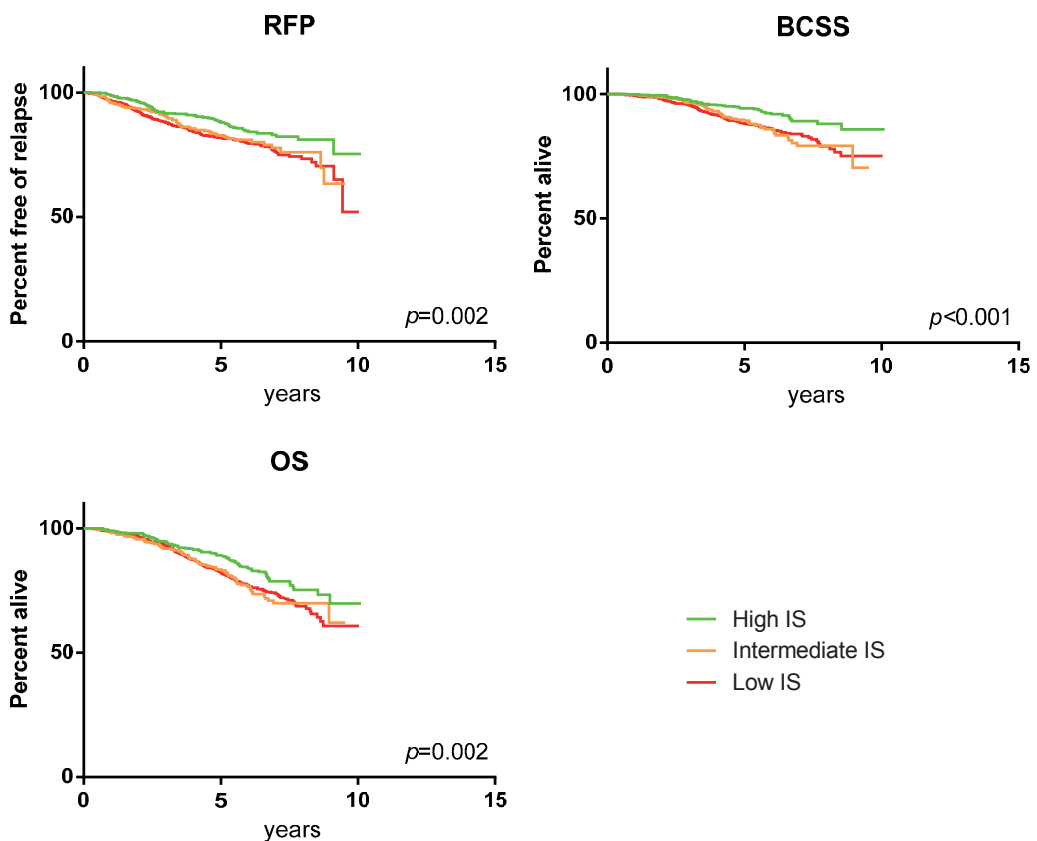 RFP
Percent free of relapse
100
50
0
0 5 10 15
years
p=0.002
BCSS
Percent alive
100
50
0
0 5 10 15
years
p<0.001
OS
Percent alive
100
50
0
0 5 10 15
years
p=0.002
High IS
Intermediate IS
Low IS